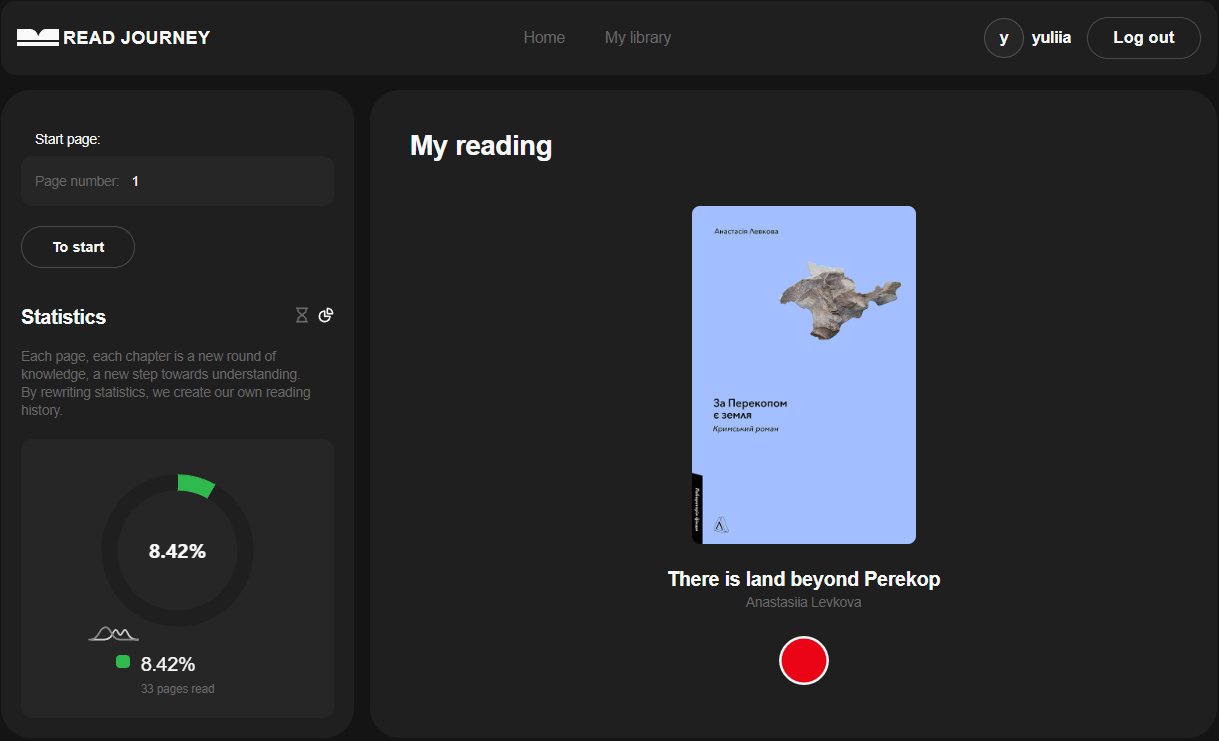 READ JOURNEY
Home
My library
y
yuliia
Log out
Start page:
Page number: 1
To start
Statistics
Each page, each chapter is a new round of
knowledge, a new step towards understanding.
By rewriting statistics, we create our own reading
history.
8.42%
8.42%
33 pages read
My reading
Анастасія Левкова
За Перекопом
є земля
Кримський роман
Лабораторія фікшн
There is land beyond Perekop
Anastasiia Levkova